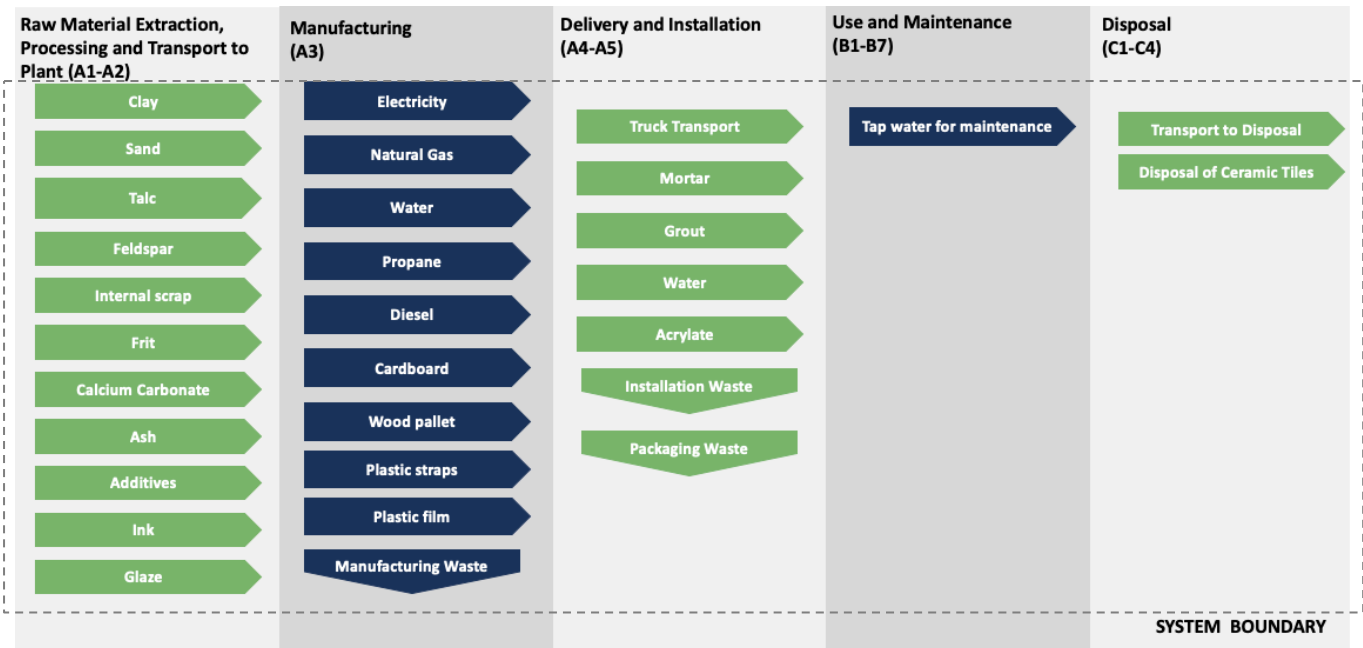 Raw Material Extraction,
Processing and Transport to
Plant (A1-A2)
Clay
Sand
Talc
Feldspar
Internal scrap
Frit
Calcium Carbonate
Ash
Additives
Ink
Glaze
Manufacturing
(A3)
Electricity
Natural Gas
Water
Propane
Diesel
Cardboard
Wood pallet
Plastic straps
Plastic film
Manufacturing Waste
Delivery and Installation
(A4-A5)
Truck Transport
Mortar
Grout
Water
Acrylate
Installation Waste
Packaging Waste
Use and Maintenance
(B1-B7)
Tap water for maintenance
Disposal
(C1-C4)
Transport to Disposal
Disposal of Ceramic Tiles
SYSTEM BOUNDARY